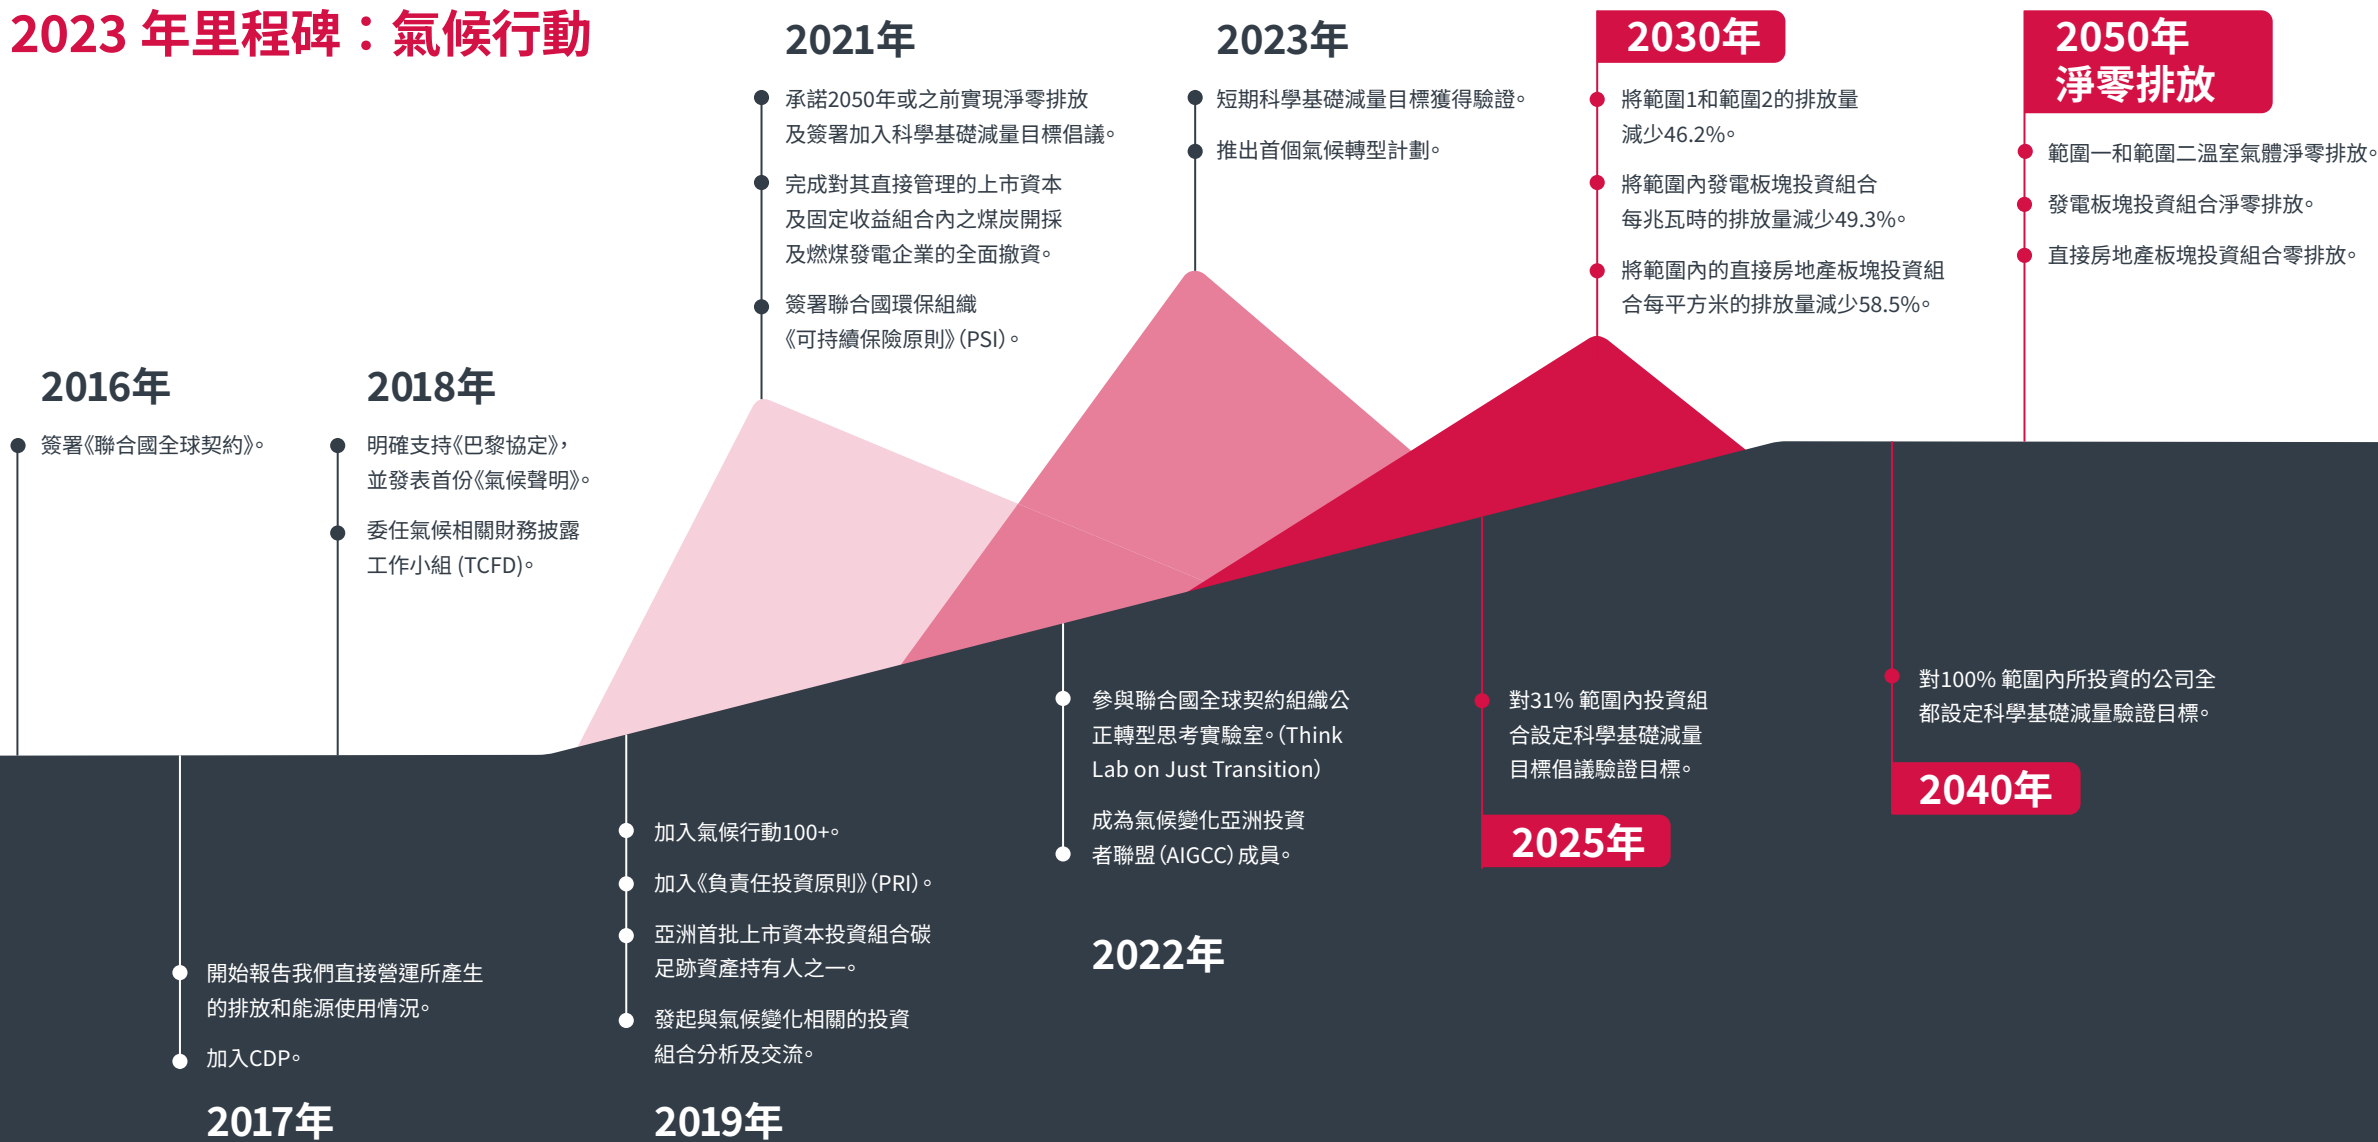 2023 年里程碑：氣候行動
2016年
簽署《聯合國全球契約》。
2018年
明確支持《巴黎協定》，
並發表首份《氣候聲明》。
委任氣候相關財務披露
工作小組 (TCFD)。
2021年
承諾2050年或之前實現淨零排放
及簽署加入科學基礎減量目標倡議。
完成對其直接管理的上市資本
及固定收益組合內之煤炭開採
及燃煤發電企業的全面撤資。
簽署聯合國環保組織
《可持續保險原則》（PSI）。
2023年
短期科學基礎減量目標獲得驗證。
推出首個氣候轉型計劃。
2030年
將範圍1和範圍2的排放量
減少46.2%。
將範圍內發電板塊投資組合
每兆瓦時的排放量減少49.3%。
將範圍內的直接房地產板塊投資組
合每平方米的排放量減少58.5%。
2050年
淨零排放
範圍一和範圍二溫室氣體淨零排放。
發電板塊投資組合淨零排放。
直接房地產板塊投資組合零排放。
開始報告我們直接營運所產生
的排放和能源使用情況。
加入CDP。
2017年
加入氣候行動100+。
加入《負責任投資原則》（PRI）。
亞洲首批上市資本投資組合碳
足跡資產持有人之一。
發起與氣候變化相關的投資
組合分析及交流。
2019年
參與聯合國全球契約組織公
正轉型思考實驗室。（Think
Lab on Just Transition）
成為氣候變化亞洲投資
者聯盟（AIGCC）成員。
2022年
對31% 範圍內投資組
合設定科學基礎減量
目標倡議驗證目標。
2025年
對100% 範圍內所投資的公司全
都設定科學基礎減量驗證目標。
2040年